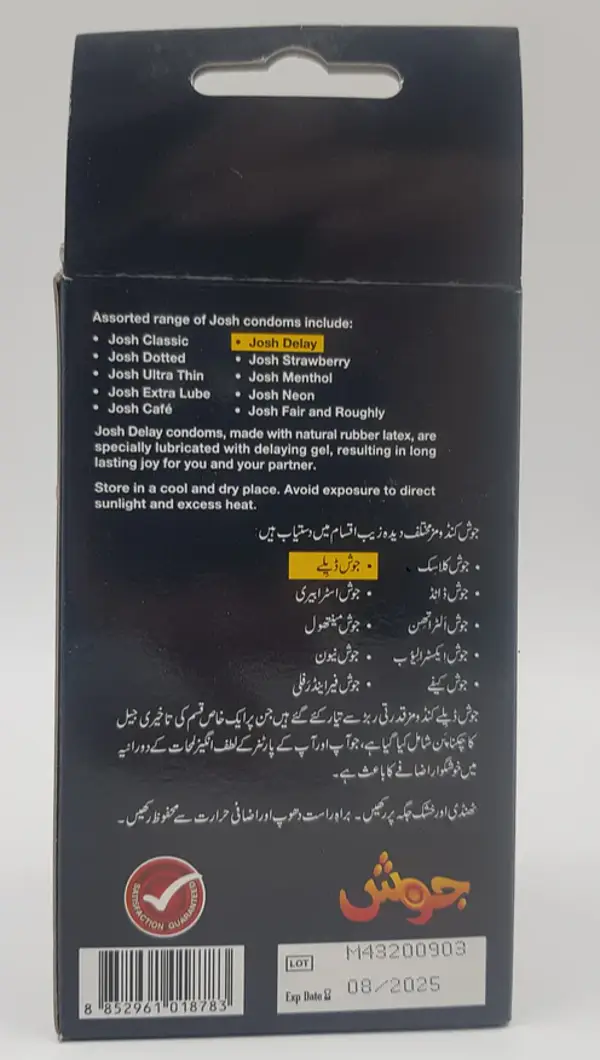 Assorted range of Josh condoms include:
• Josh Classic • Josh Delay
• Josh Dotted • Josh Strawberry
• Josh Ultra Thin • Josh Menthol
• Josh Extra Lube • Josh Neon
• Josh Café • Josh Fair and Roughly
Josh Delay condoms, made with natural rubber latex, are
specially lubricated with delaying gel, resulting in long
lasting joy for you and your partner.
Store in a cool and dry place. Avoid exposure to direct
sunlight and excess heat.
جوش کنڈومز مختلف دیدہ زیب اقسام میں دستیاب ہیں
• جوش کلاسک • جوش ڈیلے
• جوش ڈاٹڈ • جوش اسٹرابیری
• جوش الٹراتھن • جوش مینتھول
• جوش ایکسٹرا لیوب • جوش نیون
• جوش کیفے • جوش فیر اینڈ رفلی
جوش ڈیلے کنڈومز قدرتی ربڑ سے تیار کئے گئے ہیں جن پر ایک خاص قسم کی تاخیری جیل
کا چکنا پن شامل کیا گیا ہے، جو آپ اور آپ کے پارٹنر کے لطف انگیز لمحات کے دورانیہ
میں خوشگوار اضافے کا باعث ہے۔
ٹھنڈی اور خشک جگہ پر رکھیں۔ براہ راست دھوپ اور اضافی حرارت سے محفوظ رکھیں۔
SATISFACTION GUARANTEED
جوش
8 852961 018783
LOT M43200903
Exp Date 08/2025